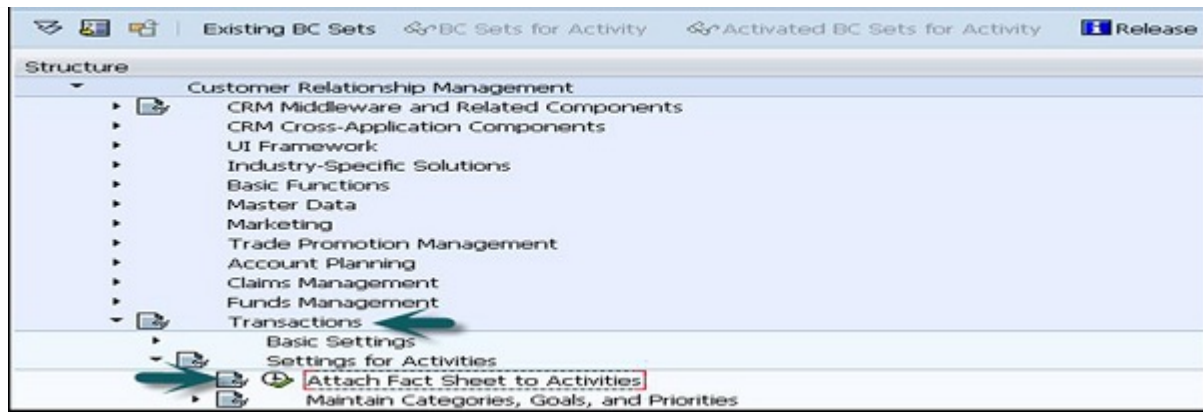 Existing BC Sets BC Sets for Activity Activated BC Sets for Activity Release
Structure
Customer Relationship Management
CRM Middleware and Related Components
CRM Cross-Application Components
UI Framework
Industry-Specific Solutions
Basic Functions
Master Data
Marketing
Trade Promotion Management
Account Planning
Claims Management
Funds Management
Transactions
Basic Settings
Settings for Activities
Attach Fact Sheet to Activities
Maintain Categories, Goals, and Priorities